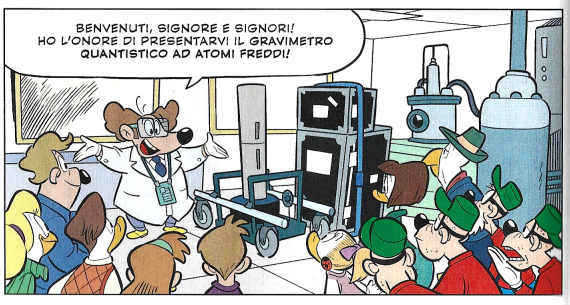 BENVENUTI, SIGNORE E SIGNORI!
HO L'ONORE DI PRESENTARVI IL GRAVIMETRO
QUANTISTICO AD ATOMI FREDDI!